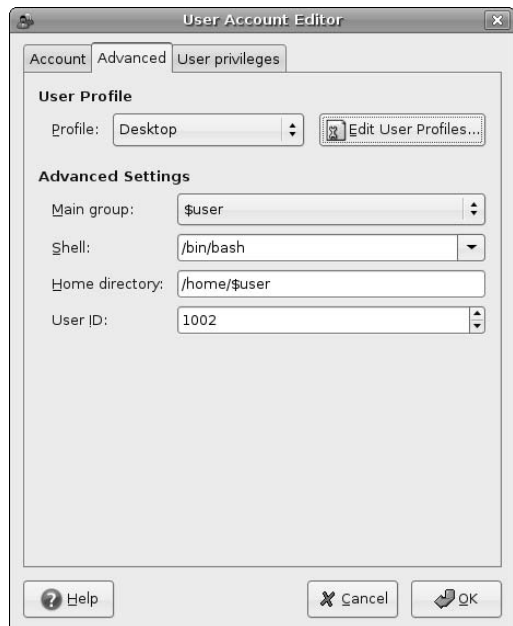 User Account Editor
Account Advanced User privileges
User Profile
Profile: Desktop Edit User Profiles...
Advanced Settings
Main group: $user
Shell: /bin/bash
Home directory: /home/$user
User ID: 1002
Help Cancel OK